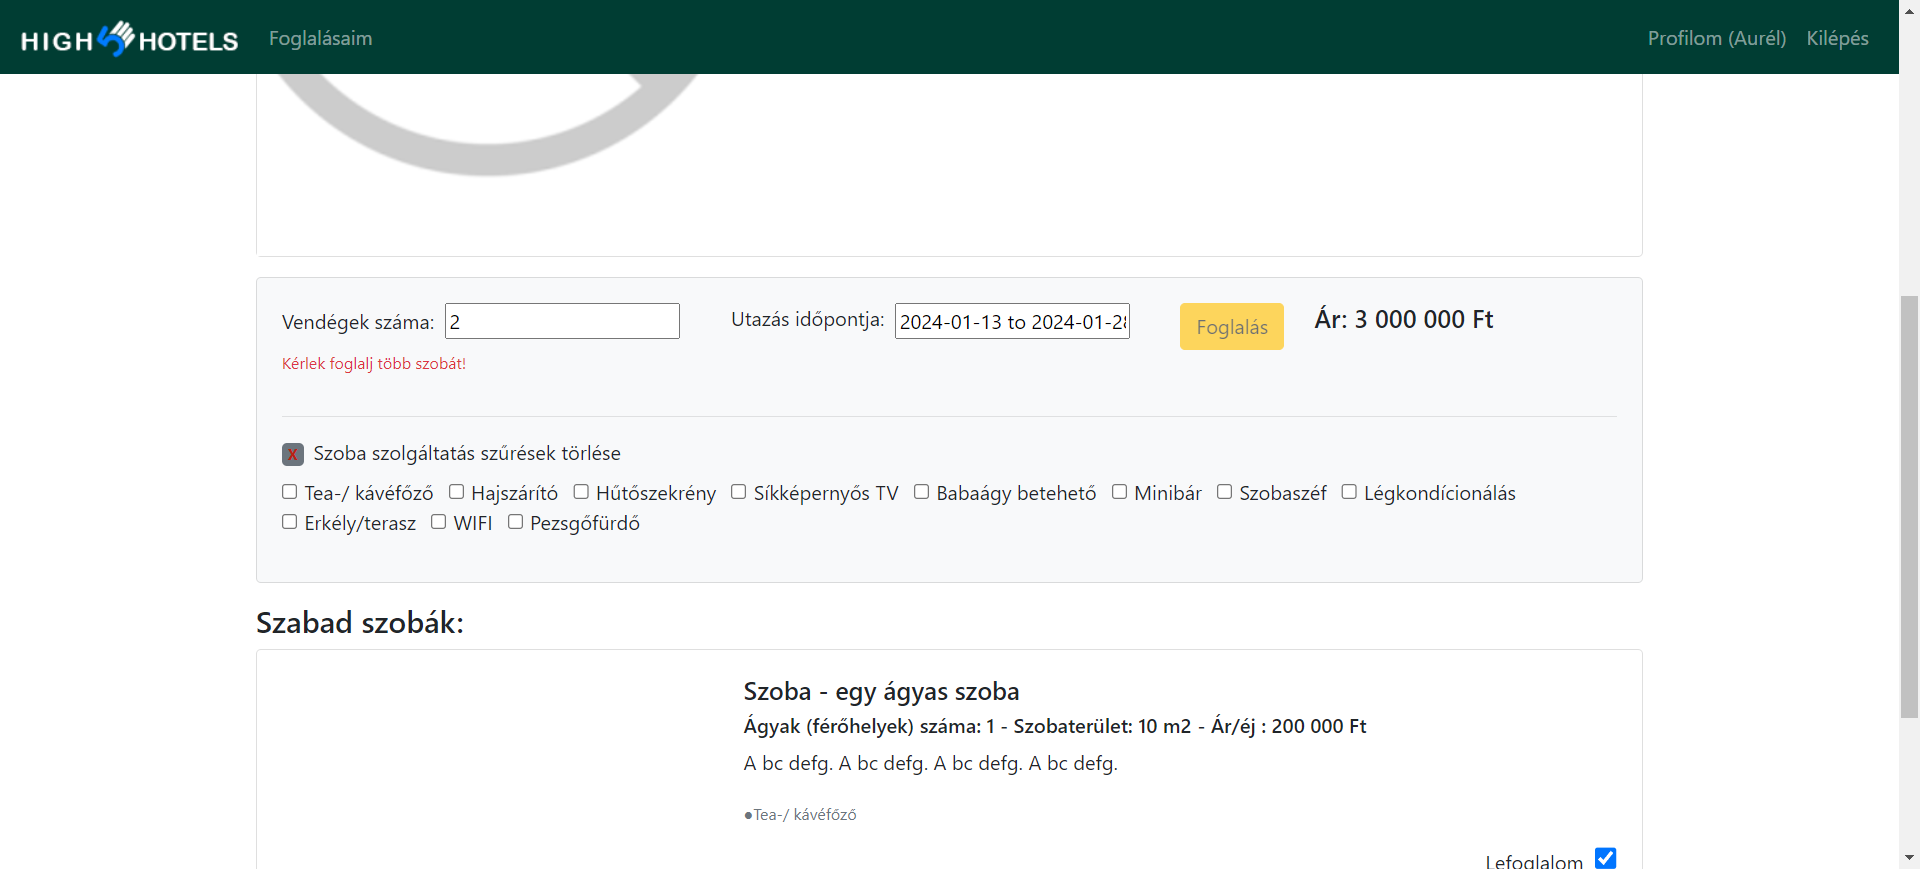 HIGH HOTELS Foglalásaim Profilom (Aurél) Kilépés
Vendégek száma: 2 Utazás időpontja: 2024-01-13 to 2024-01-28 Foglalás Ár: 3 000 000 Ft
Kérlek foglalj több szobát!
X Szoba szolgáltatás szűrések törlése
Tea-/ kávéfőző Hajszárító Hűtőszekrény Síkképernyős TV Babaágy betehető Minibár Szobaszéf Légkondícionálás
Erkély/terasz WIFI Pezsgőfürdő
Szabad szobák:
Szoba - egy ágyas szoba
Ágyak (férőhelyek) száma: 1 - Szobaterület: 10 m2 - Ár/éj : 200 000 Ft
A bc defg. A bc defg. A bc defg. A bc defg.
●Tea-/ kávéfőző
Lefoglalom